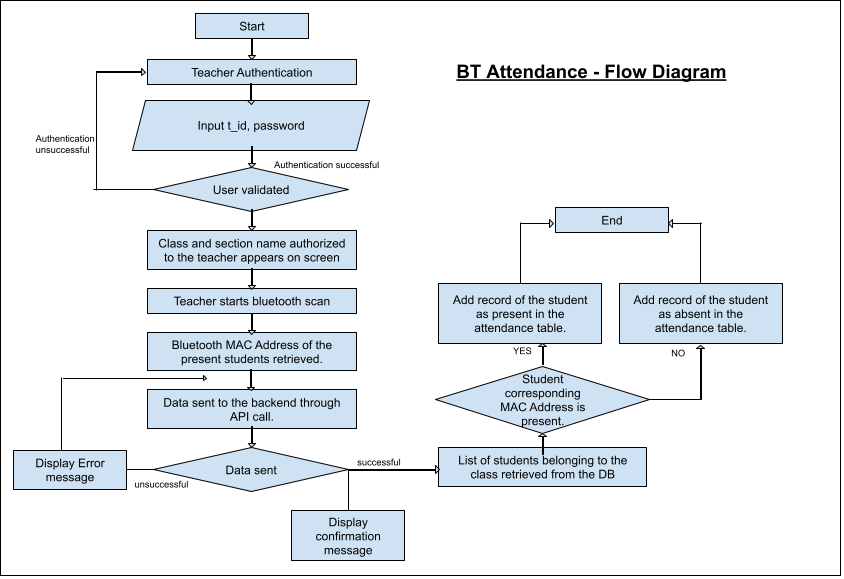 Start
BT Attendance - Flow Diagram
Teacher Authentication
Input t_id, password
Authentication
unsuccessful
Authentication successful
User validated
Class and section name authorized
to the teacher appears on screen
Teacher starts bluetooth scan
Bluetooth MAC Address of the
present students retrieved.
Data sent to the backend through
API call.
Data sent
Display Error
message
unsuccessful
successful
Display
confirmation
message
List of students belonging to the
class retrieved from the DB
Student
corresponding
MAC Address is
present.
YES
NO
Add record of the student
as present in the
attendance table.
Add record of the student
as absent in the
attendance table.
End